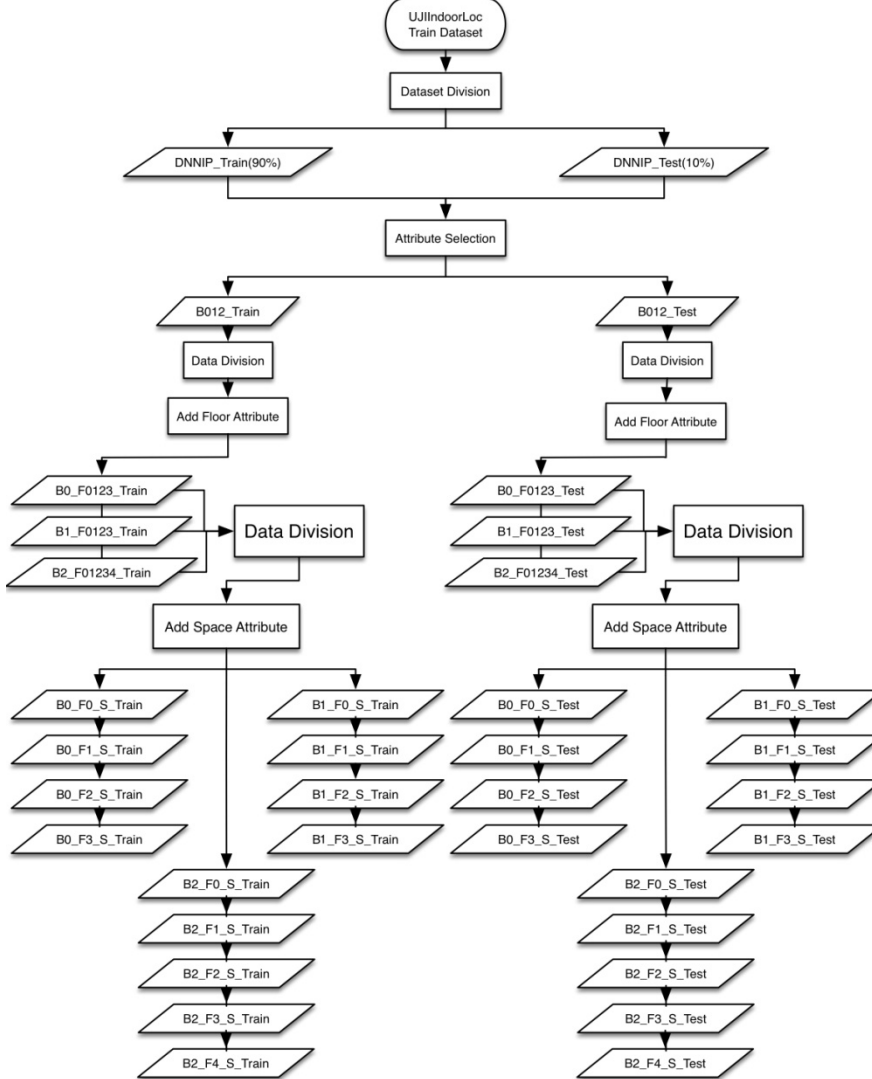 UJIIndoorLoc
Train Dataset
Dataset Division
DNNIP_Train(90%)
DNNIP_Test(10%)
Attribute Selection
B012_Train
B012_Test
Data Division
Data Division
Add Floor Attribute
Add Floor Attribute
B0_F0123_Train
B1_F0123_Train
B2_F01234_Train
Data Division
B0_F0123_Test
B1_F0123_Test
B2_F01234_Test
Data Division
Add Space Attribute
Add Space Attribute
B0_F0_S_Train
B0_F1_S_Train
B0_F2_S_Train
B0_F3_S_Train
B1_F0_S_Train
B1_F1_S_Train
B1_F2_S_Train
B1_F3_S_Train
B0_F0_S_Test
B0_F1_S_Test
B0_F2_S_Test
B0_F3_S_Test
B1_F0_S_Test
B1_F1_S_Test
B1_F2_S_Test
B1_F3_S_Test
B2_F0_S_Train
B2_F1_S_Train
B2_F2_S_Train
B2_F3_S_Train
B2_F4_S_Train
B2_F0_S_Test
B2_F1_S_Test
B2_F2_S_Test
B2_F3_S_Test
B2_F4_S_Test